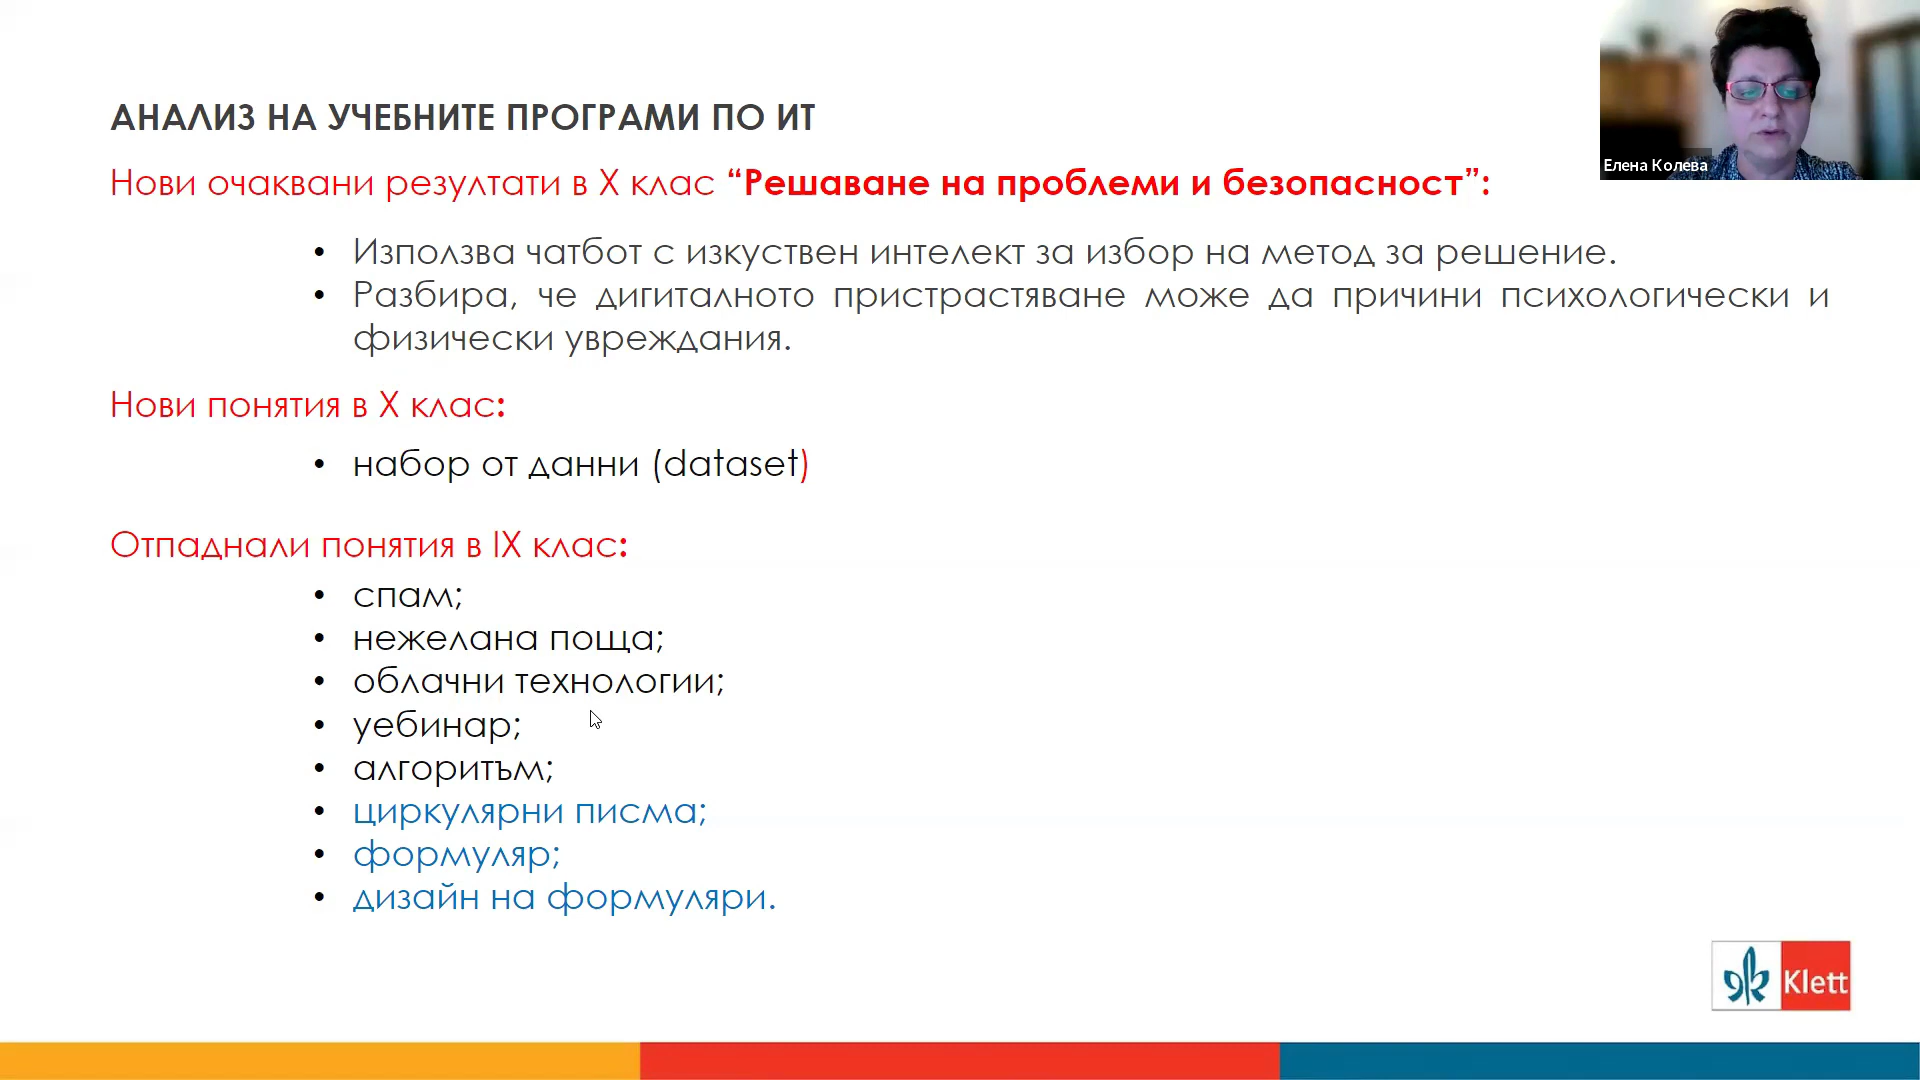 АНАЛИЗ НА УЧЕБНИТЕ ПРОГРАМИ ПО ИТ
Нови очаквани резултати в X клас “Решаване на проблеми и безопасност”:
• Използва чатбот с изкуствен интелект за избор на метод за решение.
• Разбира, че дигиталното пристрастяване може да причини психологически и
физически увреждания.
Нови понятия в X клас:
• набор от данни (dataset)
Отпаднали понятия в IX клас:
• спам;
• нежелана поща;
• облачни технологии;
• уебинар;
• алгоритъм;
• циркулярни писма;
• формуляр;
• дизайн на формуляри.
Елена Колева
Klett